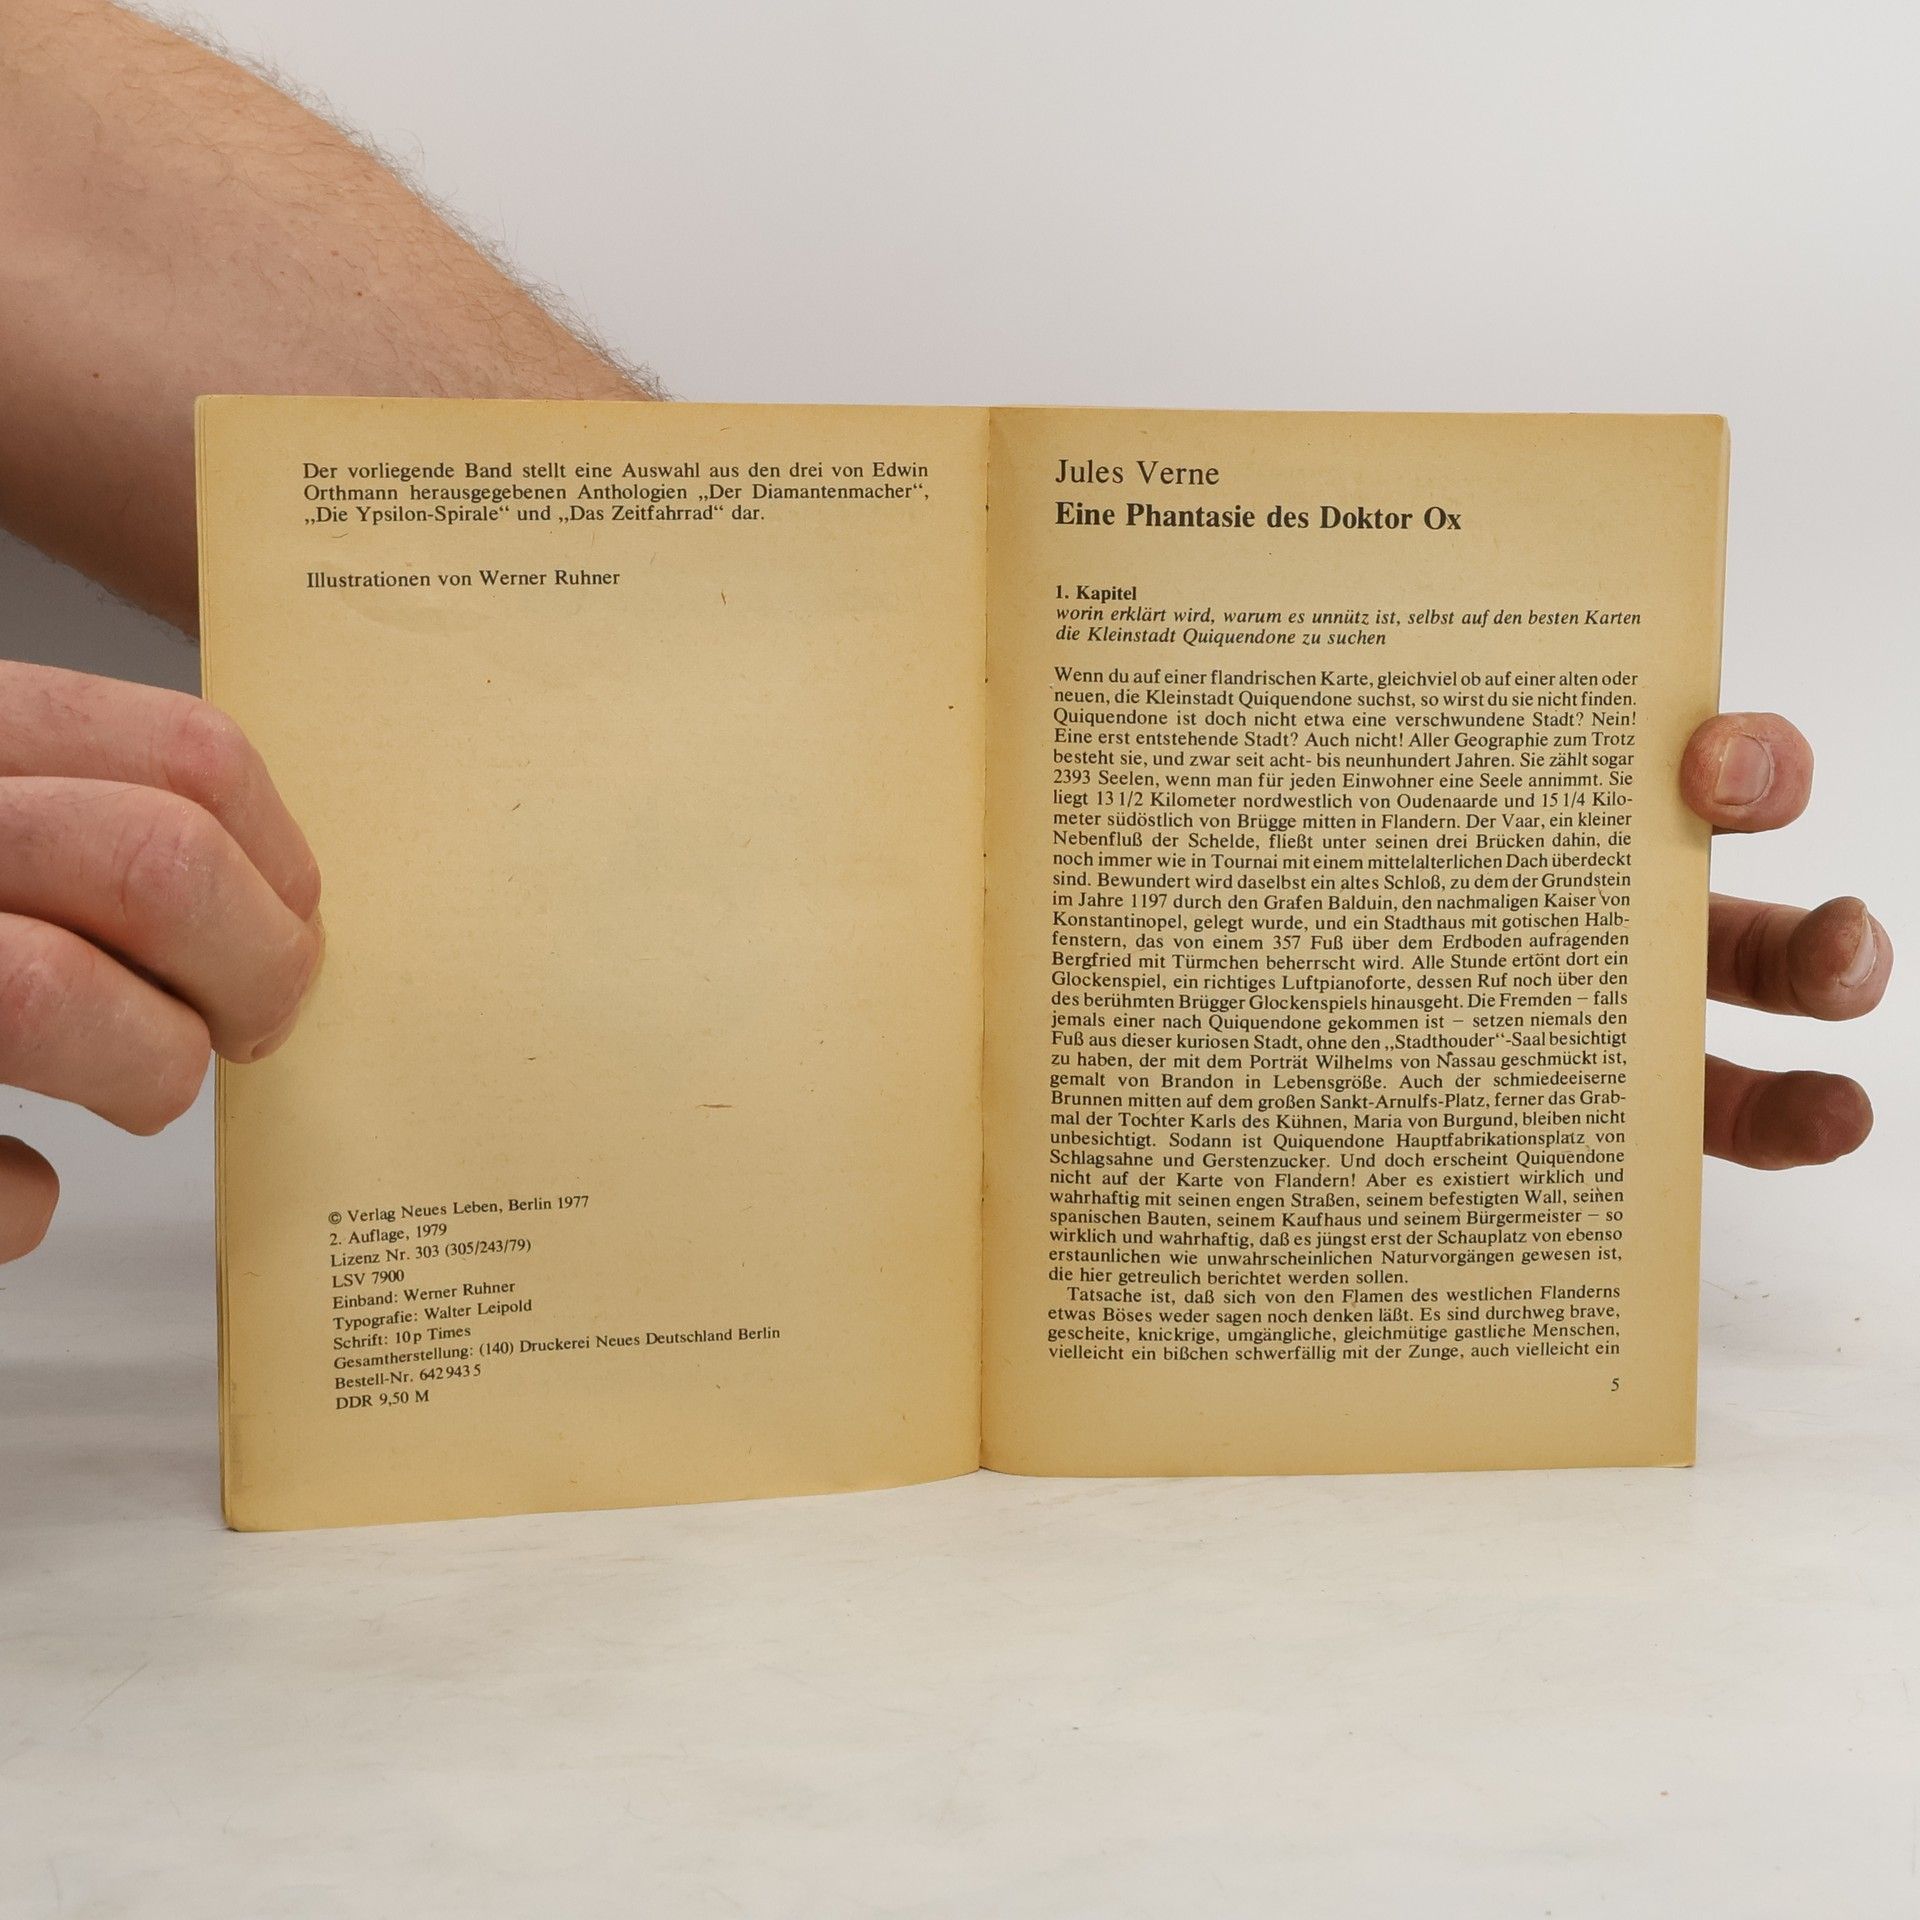 Der vorliegende Band stellt eine Auswahl aus den drei von Edwin
Orthmann herausgegebenen Anthologien „Der Diamantenmacher“,
„Die Ypsilon-Spirale“ und „Das Zeitfahrrad“ dar.
Illustrationen von Werner Ruhner
© Verlag Neues Leben, Berlin 1977
2. Auflage, 1979
Lizenz Nr. 303 (305/243/79)
LSV 7900
Einband: Werner Ruhner
Typografie: Walter Leipold
Schrift: 10p Times
Gesamtherstellung: (140) Druckerei Neues Deutschland Berlin
Bestell-Nr. 642 943 5
DDR 9,50 M
Jules Verne
Eine Phantasie des Doktor Ox
1. Kapitel
worin erklärt wird, warum es unnütz ist, selbst auf den besten Karten
die Kleinstadt Quiquendone zu suchen
Wenn du auf einer flandrischen Karte, gleichviel ob auf einer alten oder
neuen, die Kleinstadt Quiquendone suchst, so wirst du sie nicht finden.
Quiquendone ist doch nicht etwa eine verschwundene Stadt? Nein!
Eine erst entstehende Stadt? Auch nicht! Aller Geographie zum Trotz
besteht sie, und zwar seit acht- bis neunhundert Jahren. Sie zählt sogar
2393 Seelen, wenn man für jeden Einwohner eine Seele annimmt. Sie
liegt 13 1/2 Kilometer nordwestlich von Oudenaarde und 15 1/4 Kilo-
meter südöstlich von Brügge mitten in Flandern. Der Vaar, ein kleiner
Nebenfluß der Schelde, fließt unter seinen drei Brücken dahin, die
noch immer wie in Tournai mit einem mittelalterlichen Dach überdeckt
sind. Bewundert wird daselbst ein altes Schloß, zu dem der Grundstein
im Jahre 1197 durch den Grafen Balduin, den nachmaligen Kaiser von
Konstantinopel, gelegt wurde, und ein Stadthaus mit gotischen Halb-
fenstern, das von einem 357 Fuß über dem Erdboden aufragenden
Bergfried mit Türmchen beherrscht wird. Alle Stunde ertönt dort ein
Glockenspiel, ein richtiges Luftpianoforte, dessen Ruf noch über den
des berühmten Brügger Glockenspiels hinausgeht. Die Fremden – falls
jemals einer nach Quiquendone gekommen ist – setzen niemals den
Fuß aus dieser kuriosen Stadt, ohne den „Stadthouder“-Saal besichtigt
zu haben, der mit dem Porträt Wilhelms von Nassau geschmückt ist,
gemalt von Brandon in Lebensgröße. Auch der schmiedeeiserne
Brunnen mitten auf dem großen Sankt-Arnulfs-Platz, ferner das Grab-
mal der Tochter Karls des Kühnen, Maria von Burgund, bleiben nicht
unbesichtigt. Sodann ist Quiquendone Hauptfabrikationsplatz von
Schlagsahne und Gerstenzucker. Und doch erscheint Quiquendone
nicht auf der Karte von Flandern! Aber es existiert wirklich und
wahrhaftig mit seinen engen Straßen, seinem befestigten Wall, seinen
spanischen Bauten, seinem Kaufhaus und seinem Bürgermeister – so
wirklich und wahrhaftig, daß es jüngst erst der Schauplatz von ebenso
erstaunlichen wie unwahrscheinlichen Naturvorgängen gewesen ist,
die hier getreulich berichtet werden sollen.
Tatsache ist, daß sich von den Flamen des westlichen Flanderns
etwas Böses weder sagen noch denken läßt. Es sind durchweg brave,
gescheite, knickrige, umgängliche, gleichmütige gastliche Menschen,
vielleicht ein bißchen schwerfällig mit der Zunge, auch vielleicht ein
5